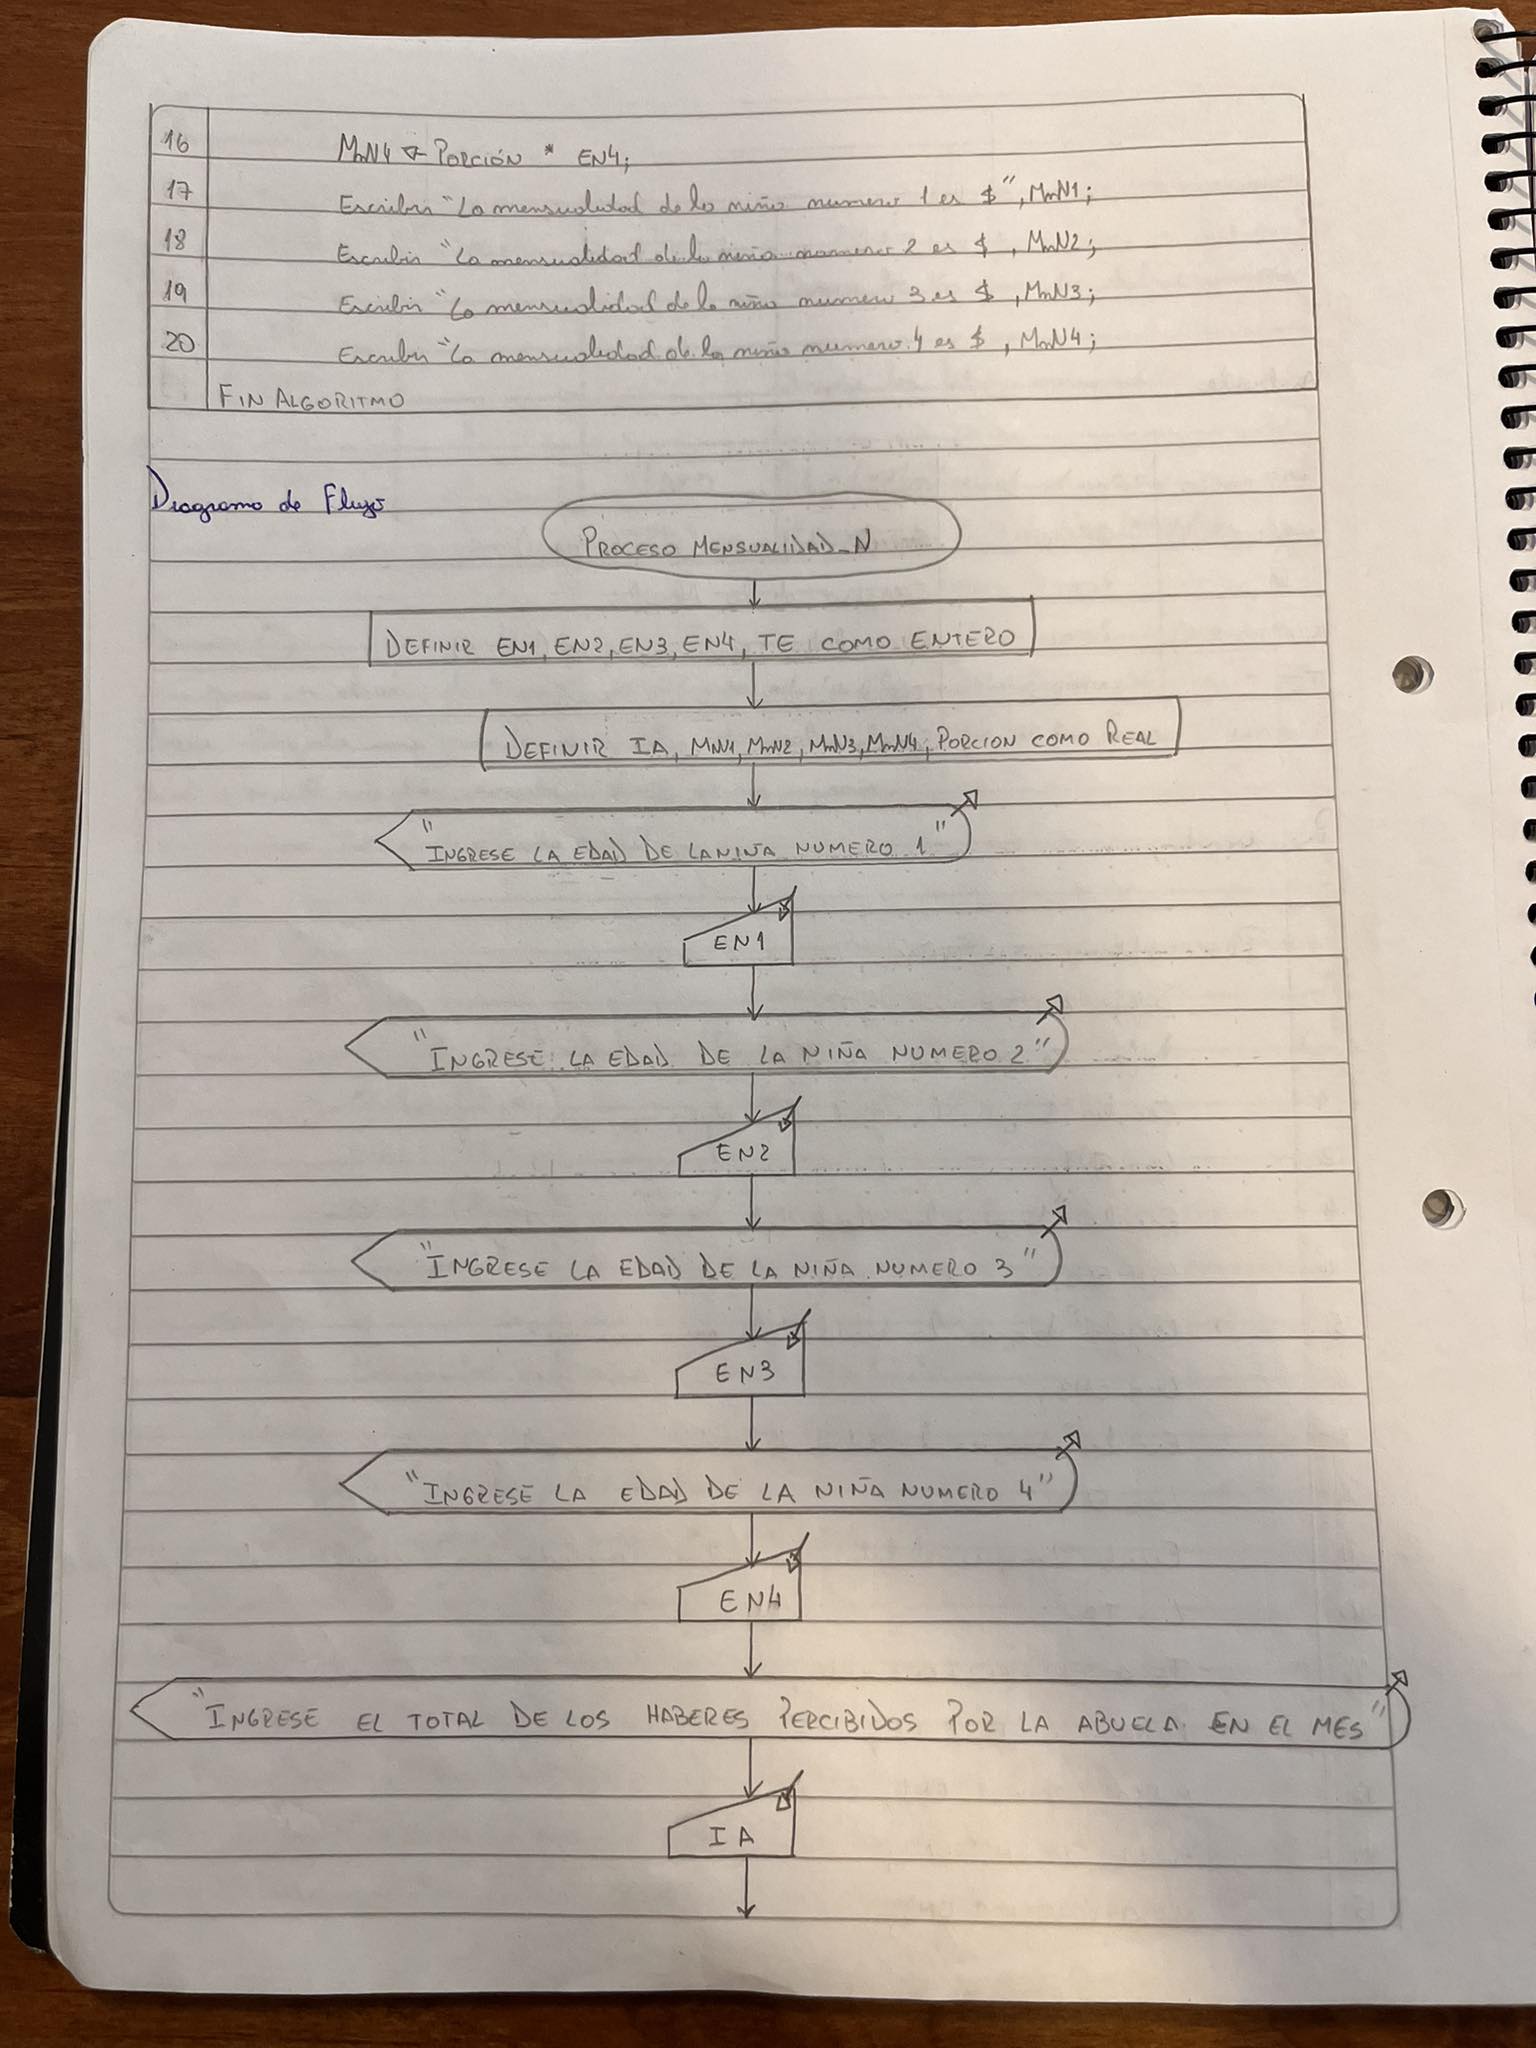 16 MnN4 ← PORCIÓN * EN4;
17 Escribir "La mensualidad de la niña numero 1 es $", MnN1;
18 Escribir "La mensualidad de la niña numero 2 es $, MnN2;
19 Escribir "La mensualidad de la niña numero 3 es $, MnN3;
20 Escribir "La mensualidad de la niña numero 4 es $, MnN4;
FIN ALGORITMO
Diagrama de Flujo
PROCESO MENSUALIDAD_N
DEFINIR EN1, EN2, EN3, EN4, TE COMO ENTERO
DEFINIR IA, MnN1, MnN2, MnN3, MnN4, PORCION COMO REAL
"INGRESE LA EDAD DE LA NIÑA NUMERO 1"
EN1
"INGRESE LA EDAD DE LA NIÑA NUMERO 2"
EN2
"INGRESE LA EDAD DE LA NIÑA NUMERO 3"
EN3
"INGRESE LA EDAD DE LA NIÑA NUMERO 4"
EN4
"INGRESE EL TOTAL DE LOS HABERES PERCIBIDOS POR LA ABUELA EN EL MES"
IA